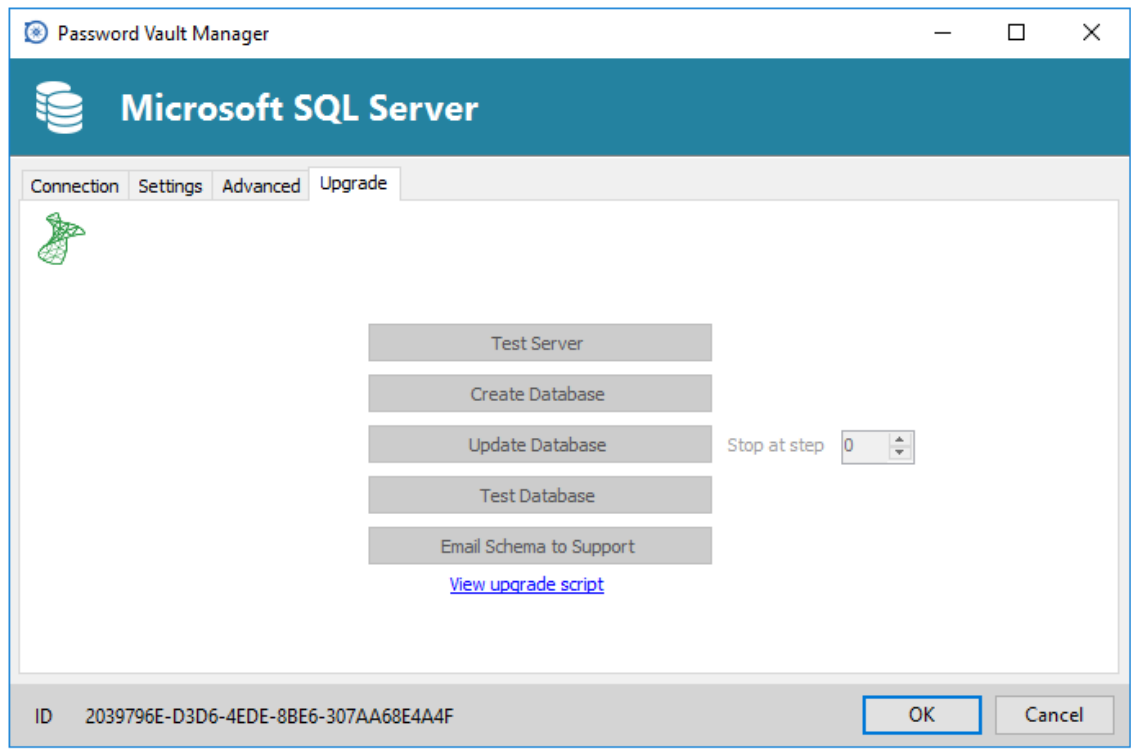 Password Vault Manager
Microsoft SQL Server
Connection Settings Advanced Upgrade
Test Server
Create Database
Update Database Stop at step 0
Test Database
Email Schema to Support
View upgrade script
ID 2039796E-D3D6-4EDE-8BE6-307AA68E4A4F OK Cancel